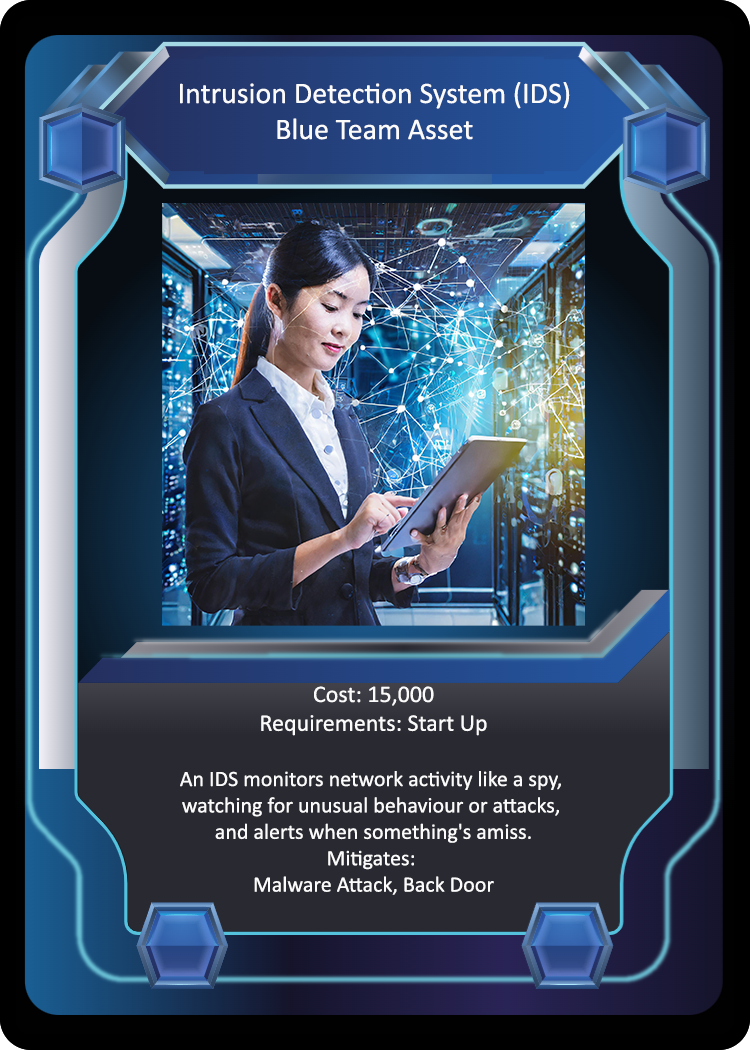 Intrusion Detection System (IDS)
Blue Team Asset
Cost: 15,000
Requirements: Start Up
An IDS monitors network activity like a spy,
watching for unusual behaviour or attacks,
and alerts when something's amiss.
Mitigates:
Malware Attack, Back Door